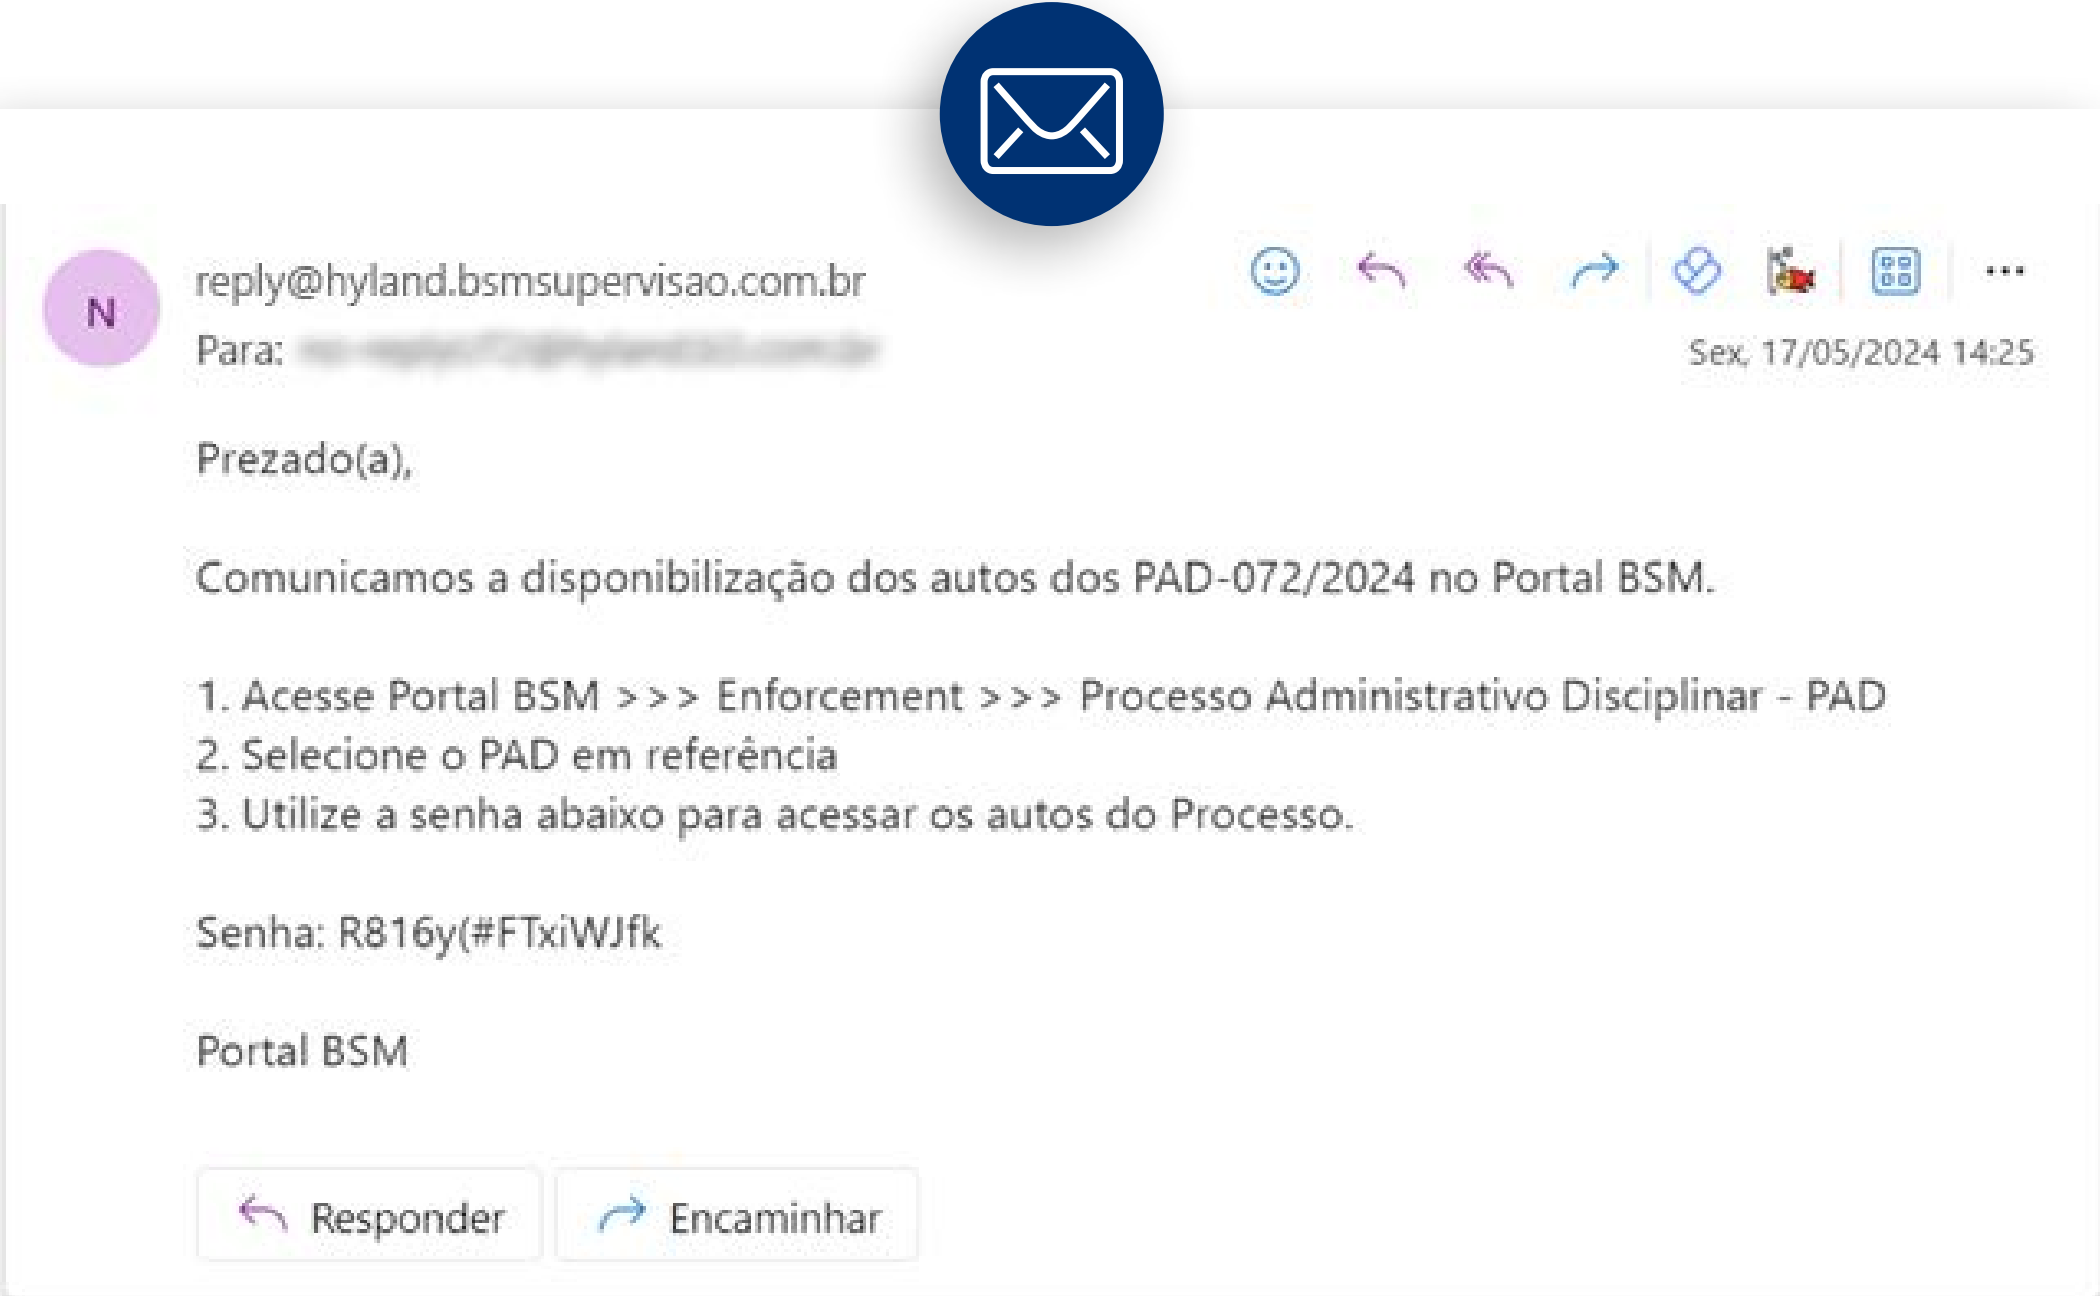 N
reply@hyland.bsmsupervisao.com.br
Para:
Sex, 17/05/2024 14:25
Prezado(a),
Comunicamos a disponibilização dos autos dos PAD-072/2024 no Portal BSM.
1. Acesse Portal BSM >>> Enforcement >>> Processo Administrativo Disciplinar - PAD
2. Selecione o PAD em referência
3. Utilize a senha abaixo para acessar os autos do Processo.
Senha: R816y(#FTxiWJfk
Portal BSM
Responder
Encaminhar